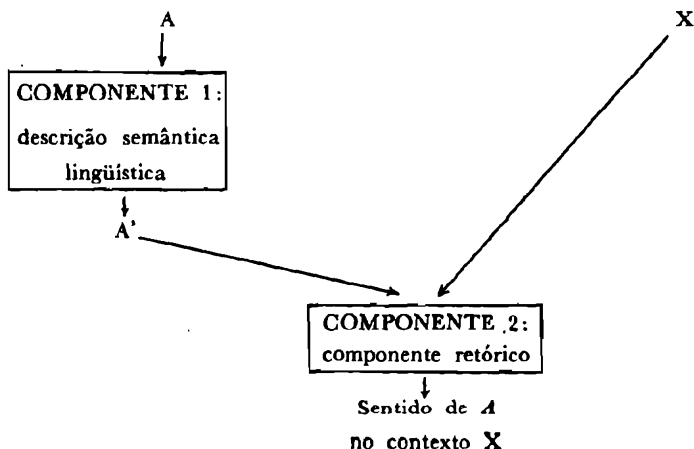 A
X
COMPONENTE 1:
descrição semântica
lingüística
A'
COMPONENTE 2:
componente retórico
Sentido de A
no contexto X